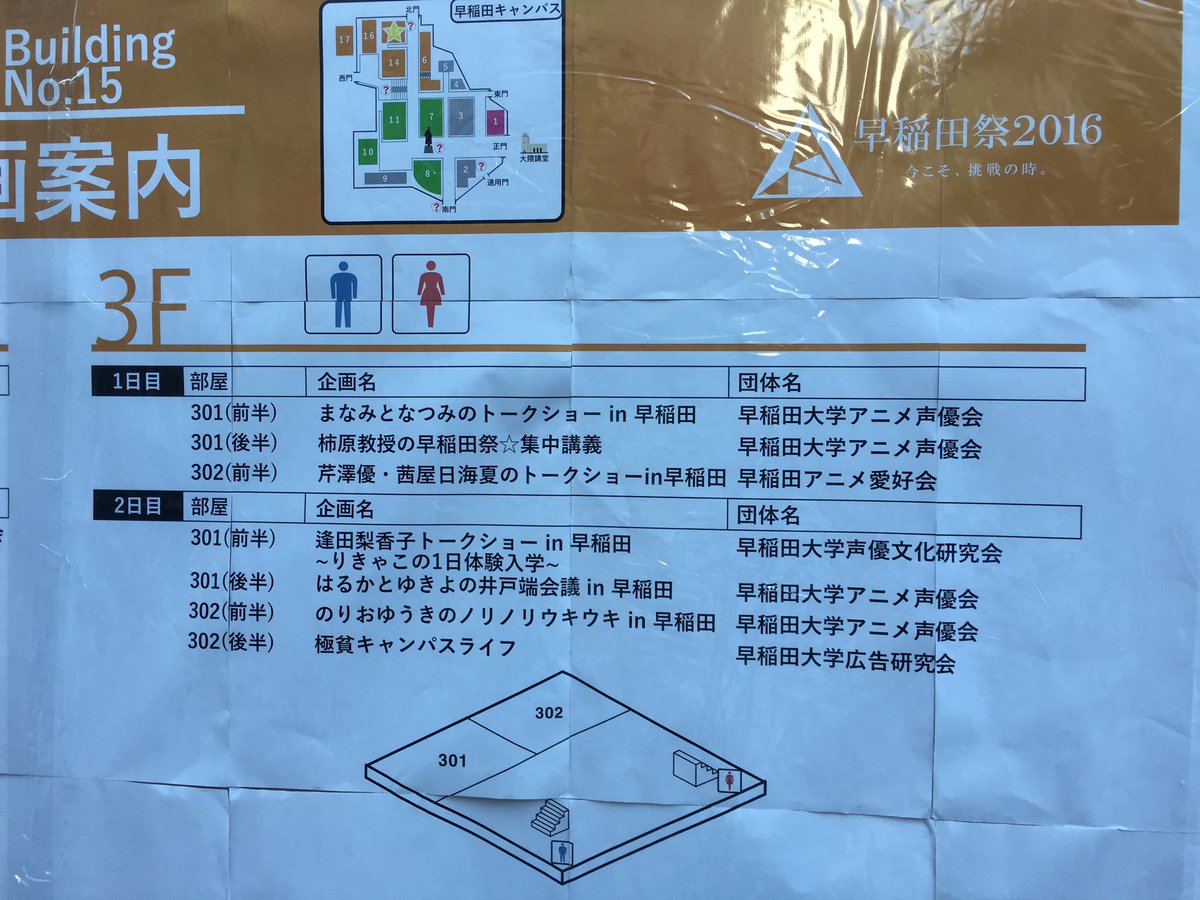 Building
No.15
画案内
早稲田キャンパス
北門
17
16
14
6
5
4
西門
東門
11
7
3
1
正門
大隈講堂
10
8
2
9
通用門
南門
早稲田祭2016
今こそ、挑戦の時。
3F
1日目 部屋 企画名 団体名
301(前半) まなみとなつみのトークショー in 早稲田 早稲田大学アニメ声優会
301(後半) 柿原教授の早稲田祭☆集中講義 早稲田大学アニメ声優会
302(前半) 芹澤優・茜屋日海夏のトークショーin早稲田 早稲田アニメ愛好会
2日目 部屋 企画名 団体名
301(前半) 逢田梨香子トークショー in 早稲田 早稲田大学声優文化研究会
~りきゃこの1日体験入学~
301(後半) はるかとゆきよの井戸端会議 in 早稲田 早稲田大学アニメ声優会
302(前半) のりおゆうきのノリノリウキウキ in 早稲田 早稲田大学アニメ声優会
302(後半) 極貧キャンパスライフ 早稲田大学広告研究会
302
301